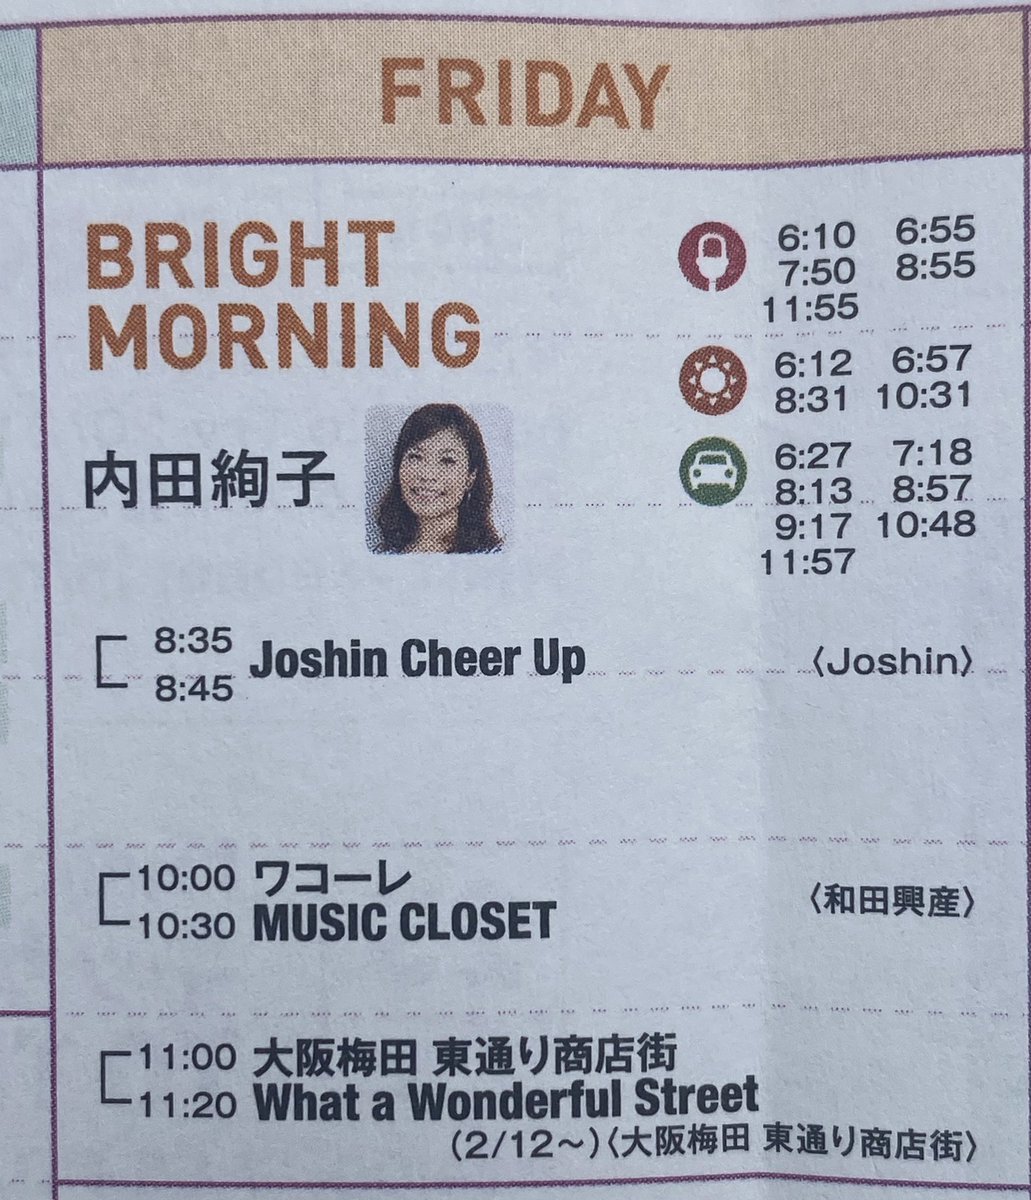 FRIDAY
BRIGHT
MORNING
内田絢子
6:10 6:55
7:50 8:55
11:55
6:12 6:57
8:31 10:31
6:27 7:18
8:13 8:57
9:17 10:48
11:57
8:35
8:45
Joshin Cheer Up 〈Joshin〉
10:00 ワコーレ
10:30 MUSIC CLOSET 〈和田興産〉
11:00 大阪梅田 東通り商店街
11:20 What a Wonderful Street
(2/12～)〈大阪梅田 東通り商店街〉